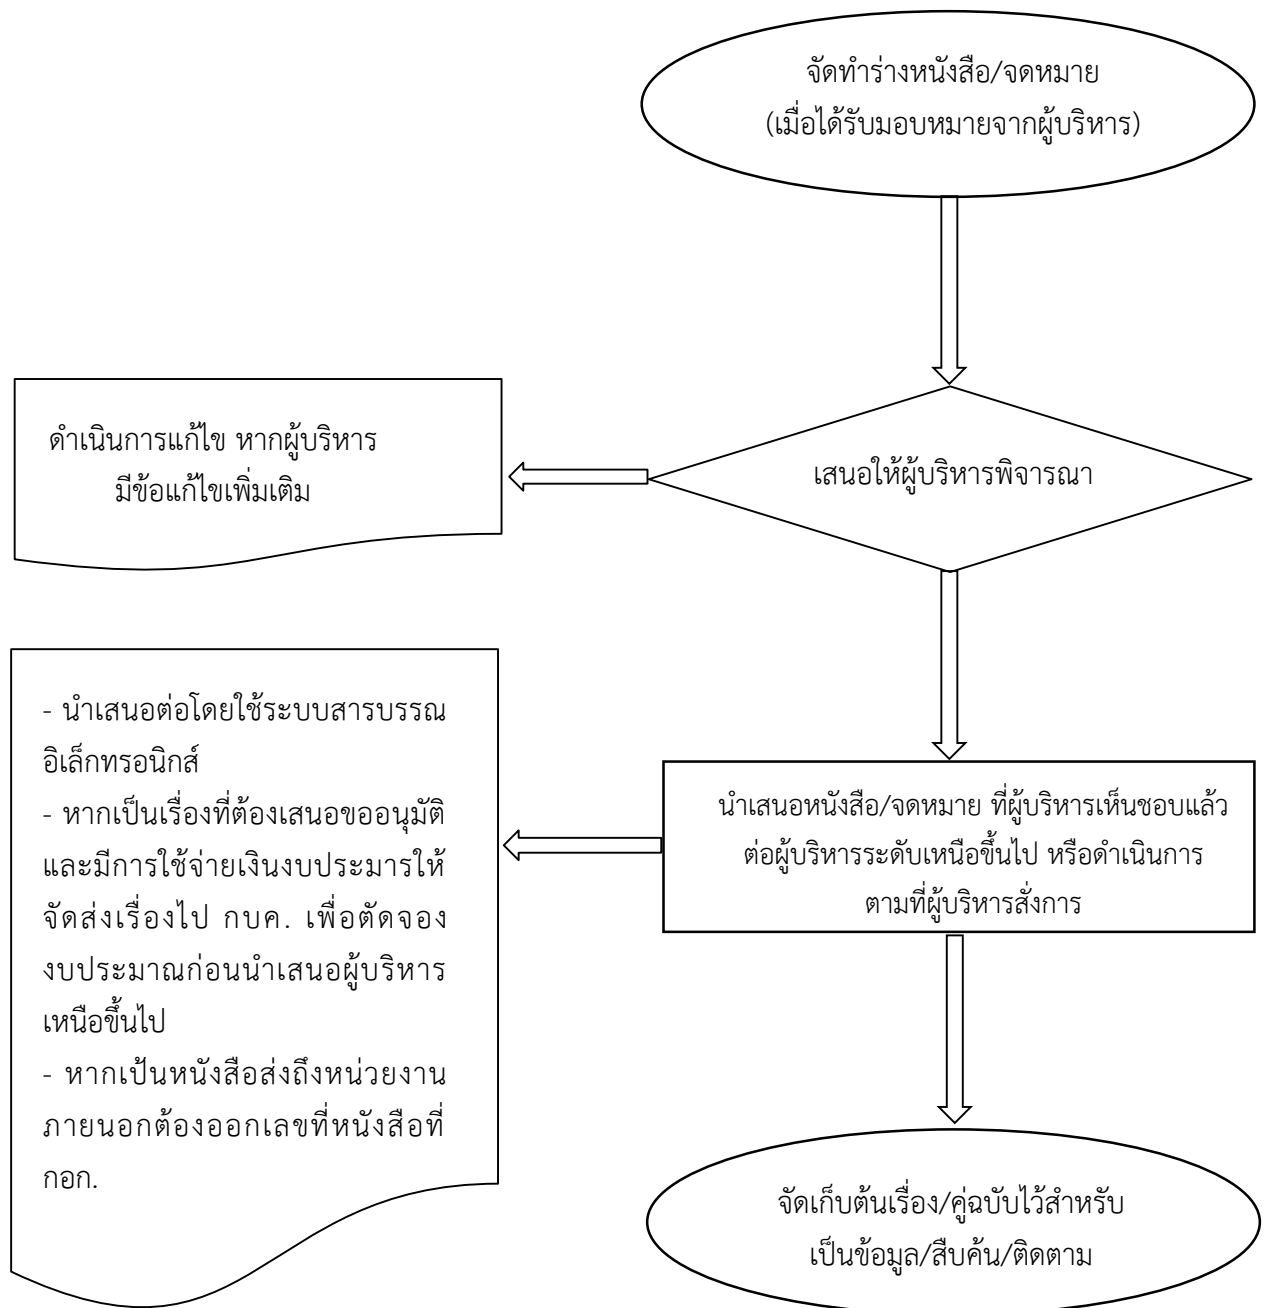 จัดทำร่างหนังสือ/จดหมาย
(เมื่อได้รับมอบหมายจากผู้บริหาร)
ดำเนินการแก้ไข หากผู้บริหาร
มีข้อแก้ไขเพิ่มเติม
เสนอให้ผู้บริหารพิจารณา
- นำเสนอต่อโดยใช้ระบบสารบรรณ
อิเล็กทรอนิกส์
- หากเป็นเรื่องที่ต้องเสนอขออนุมัติ
และมีการใช้จ่ายเงินงบประมารให้
จัดส่งเรื่องไป กบค. เพื่อตัดจอง
งบประมาณก่อนนำเสนอผู้บริหาร
เหนือขึ้นไป
- หากเป้นหนังสือส่งถึงหน่วยงาน
ภายนอกต้องออกเลขที่หนังสือที่
กอก.
นำเสนอหนังสือ/จดหมาย ที่ผู้บริหารเห็นชอบแล้ว
ต่อผู้บริหารระดับเหนือขึ้นไป หรือดำเนินการ
ตามที่ผู้บริหารสั่งการ
จัดเก็บต้นเรื่อง/คู่ฉบับไว้สำหรับ
เป็นข้อมูล/สืบค้น/ติดตาม